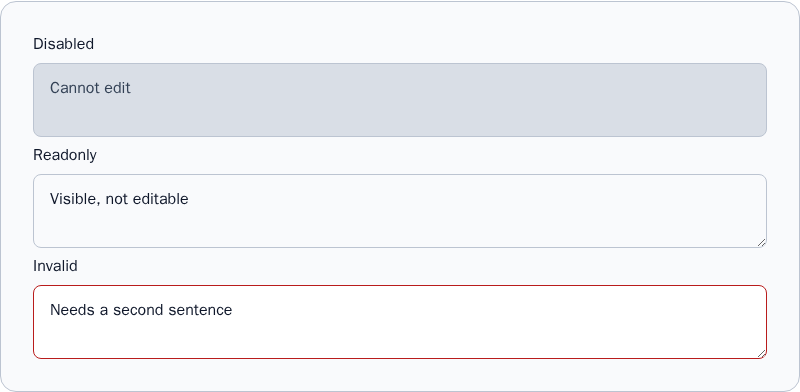 Disabled
Cannot edit
Readonly
Visible, not editable
Invalid
Needs a second sentence